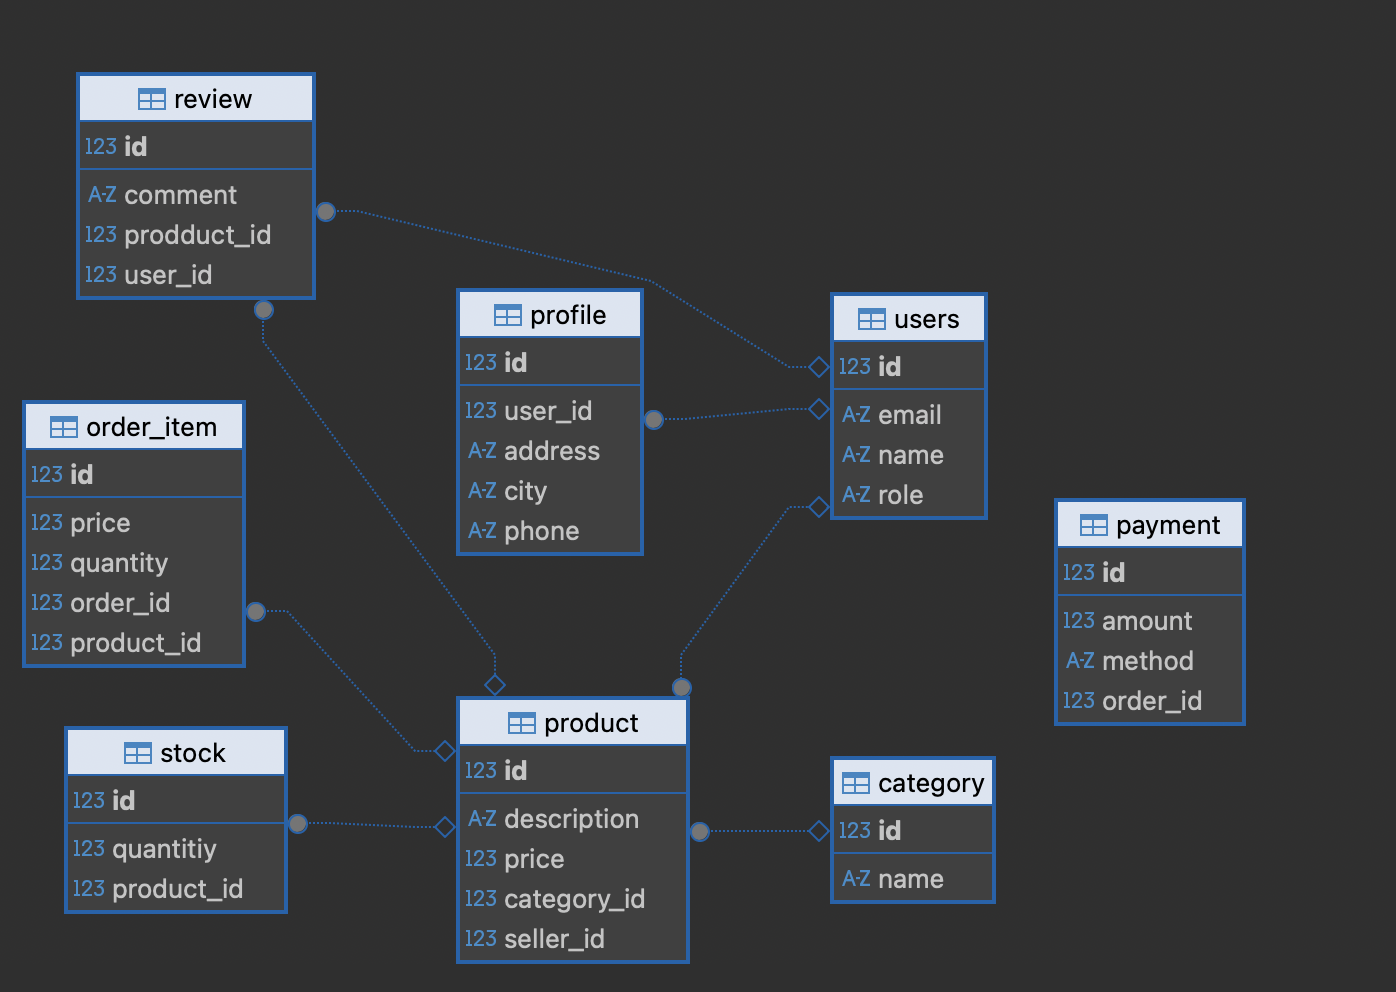 review
123 id
A-Z comment
123 prodduct_id
123 user_id
profile
123 id
123 user_id
A-Z address
A-Z city
A-Z phone
users
123 id
A-Z email
A-Z name
A-Z role
order_item
123 id
123 price
123 quantity
123 order_id
123 product_id
payment
123 id
123 amount
A-Z method
123 order_id
stock
123 id
123 quantitiy
123 product_id
product
123 id
A-Z description
123 price
123 category_id
123 seller_id
category
123 id
A-Z name